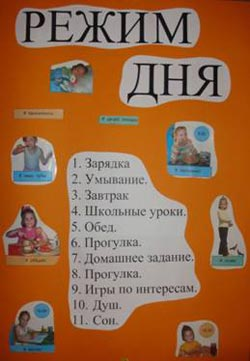 РЕЖИМ
ДНЯ
1. Зарядка
2. Умывание.
3. Завтрак
4. Школьные уроки.
5. Обед.
6. Прогулка.
7. Домашнее задание.
8. Прогулка.
9. Игры по интересам.
10. Душ.
11. Сон.